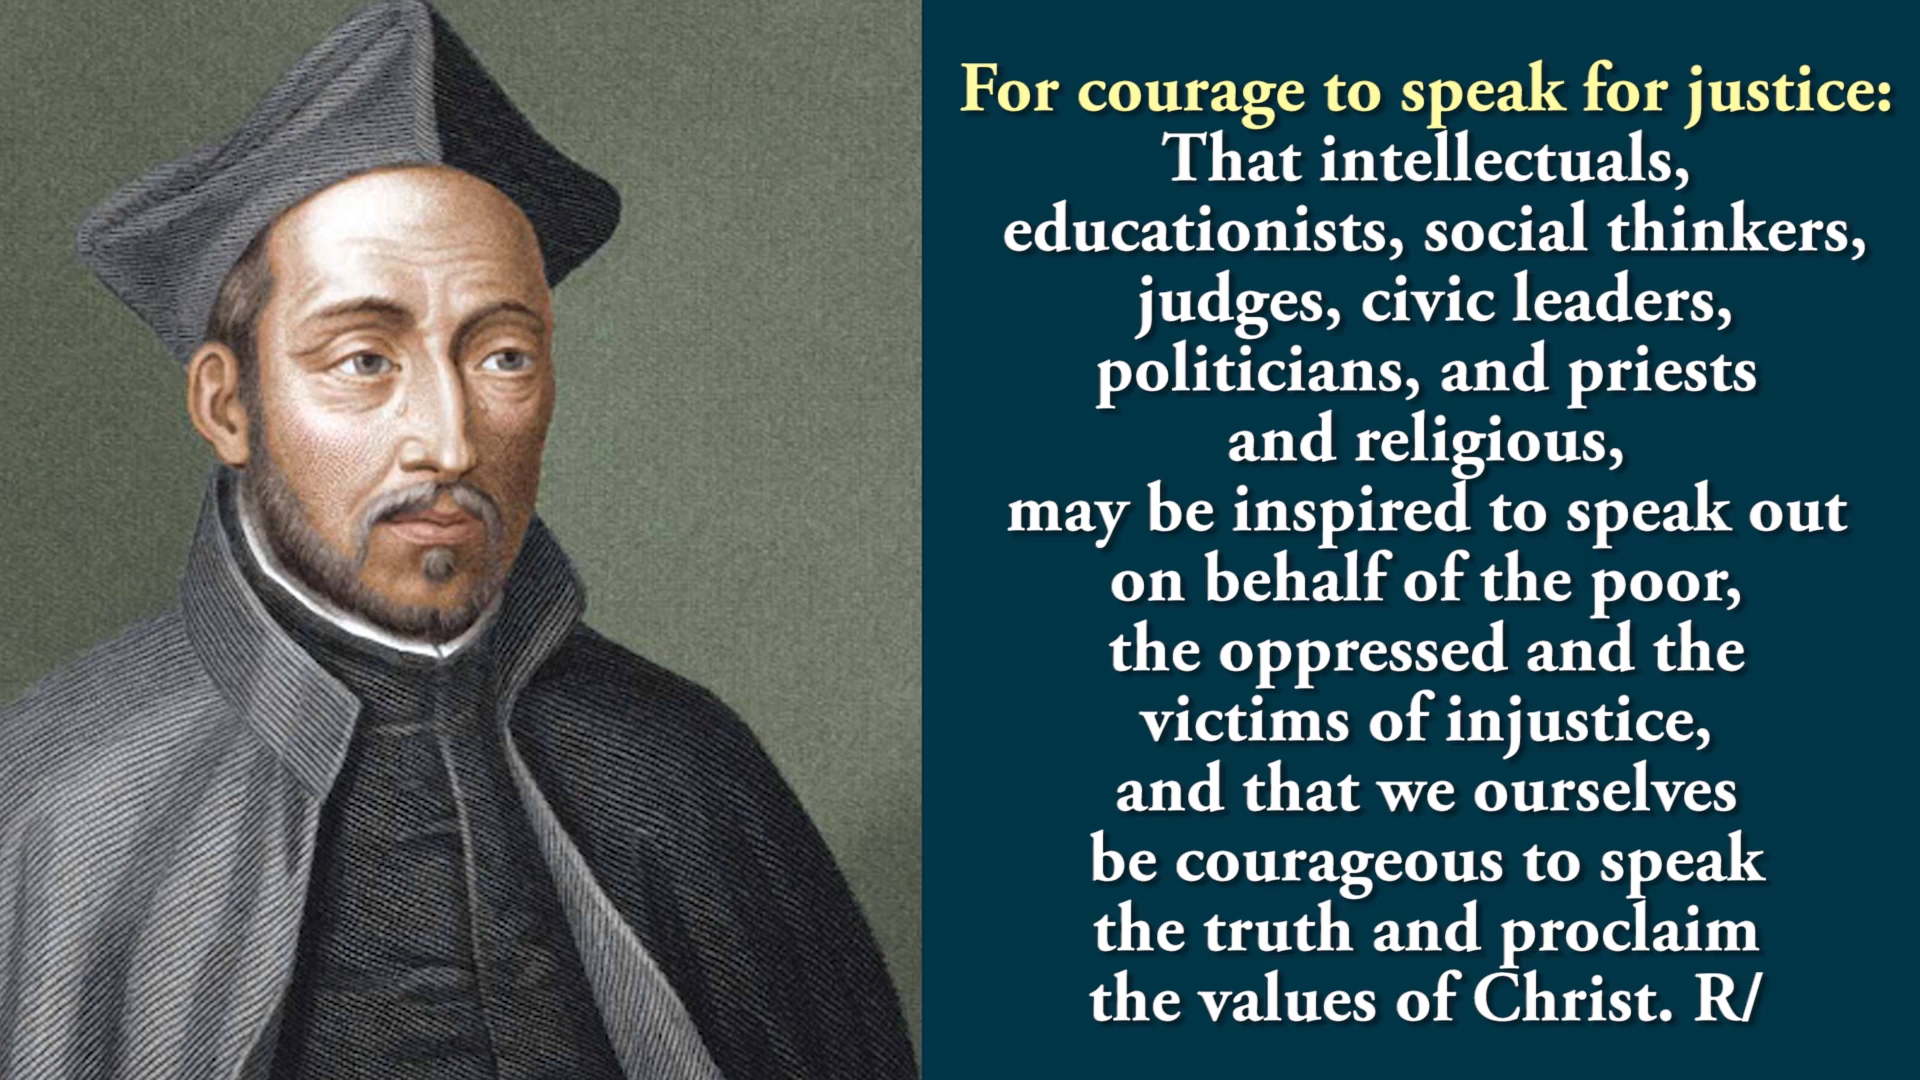 For courage to speak for justice:
That intellectuals,
educationists, social thinkers,
judges, civic leaders,
politicians, and priests
and religious,
may be inspired to speak out
on behalf of the poor,
the oppressed and the
victims of injustice,
and that we ourselves
be courageous to speak
the truth and proclaim
the values of Christ. R/